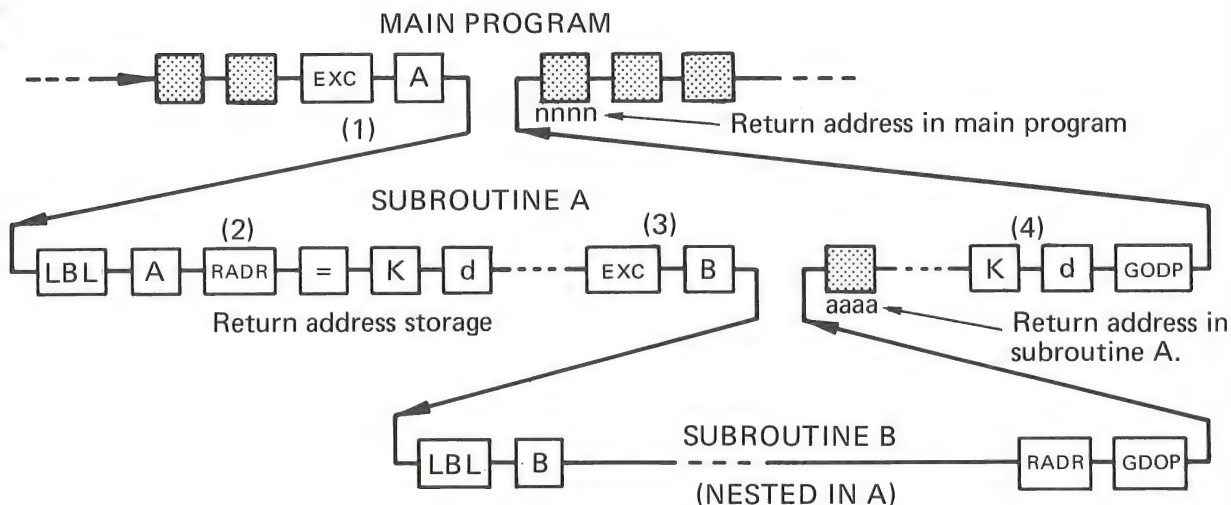 MAIN PROGRAM
EXC A
nnnn
Return address in main program
(1)
SUBROUTINE A
(2) (3) (4)
LBL A RADR = K d EXC B K d GODP
Return address storage
aaaa
Return address in
subroutine A.
SUBROUTINE B
LBL B RADR GDOP
(NESTED IN A)